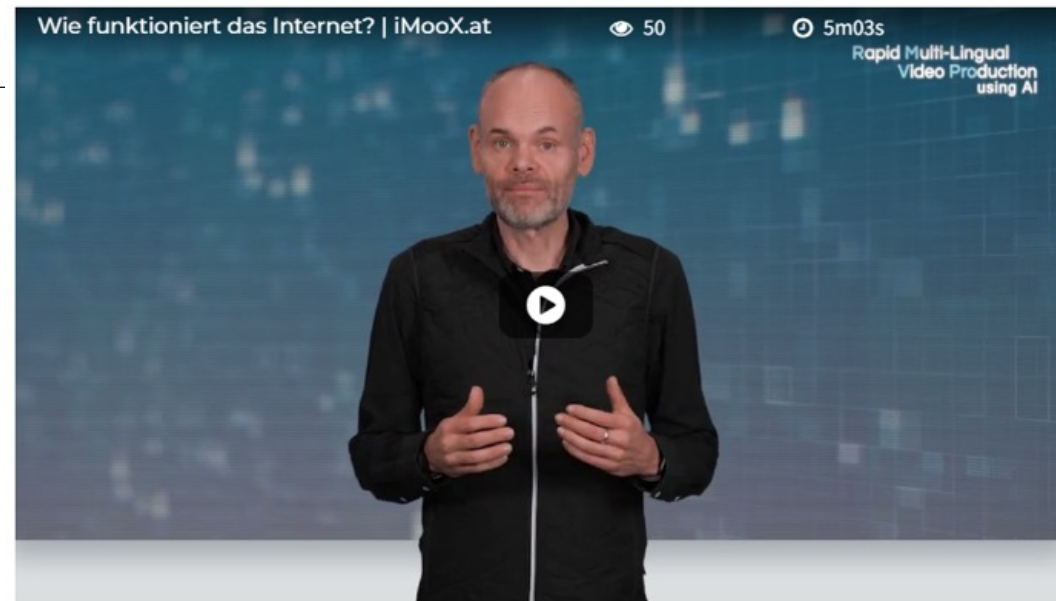 Wie funktioniert das Internet? | iMooX.at
50
5m03s
Rapid Multi-Lingual
Video Production
using AI